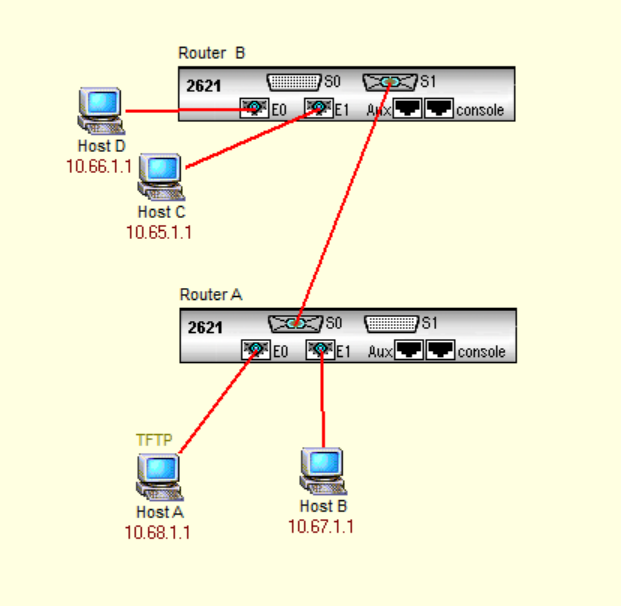 Router B
2621
S0
S1
E0
E1
Aux
console
Host D
10.66.1.1
Host C
10.65.1.1
Router A
2621
S0
S1
E0
E1
Aux
console
TFTP
Host A
10.68.1.1
Host B
10.67.1.1